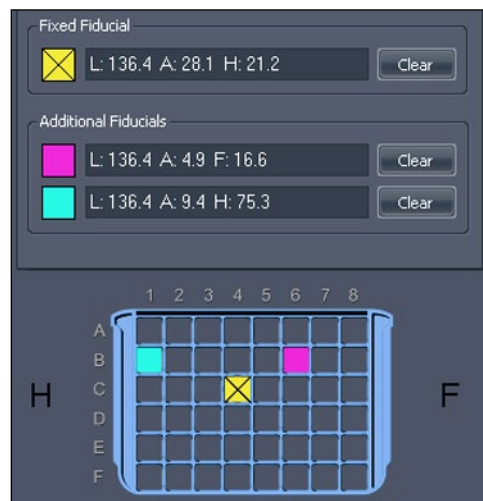 Fixed Fiducial
L: 136.4 A: 28.1 H: 21.2 Clear
Additional Fiducials
L: 136.4 A: 4.9 F: 16.6 Clear
L: 136.4 A: 9.4 H: 75.3 Clear
1 2 3 4 5 6 7 8
A
B
C
H F
D
E
F